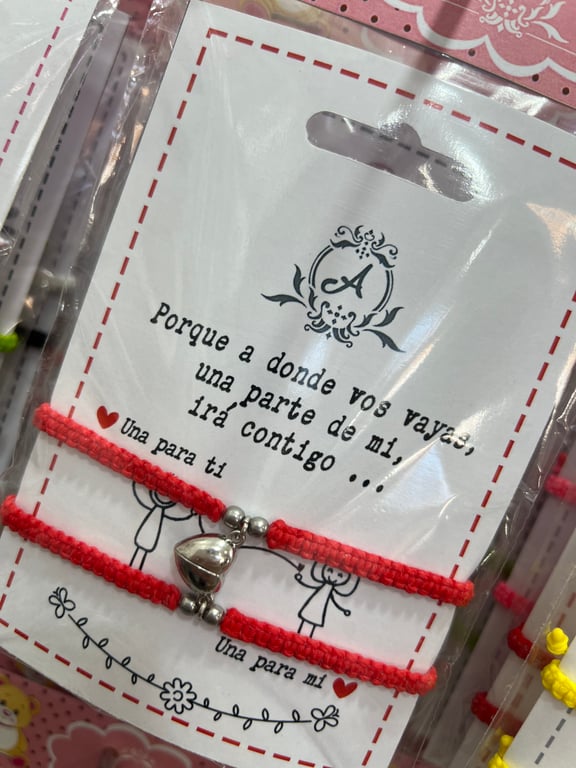 A
Porque a donde vos vayas,
una parte de mi,
irá contigo ...
Una para ti
Una para mi